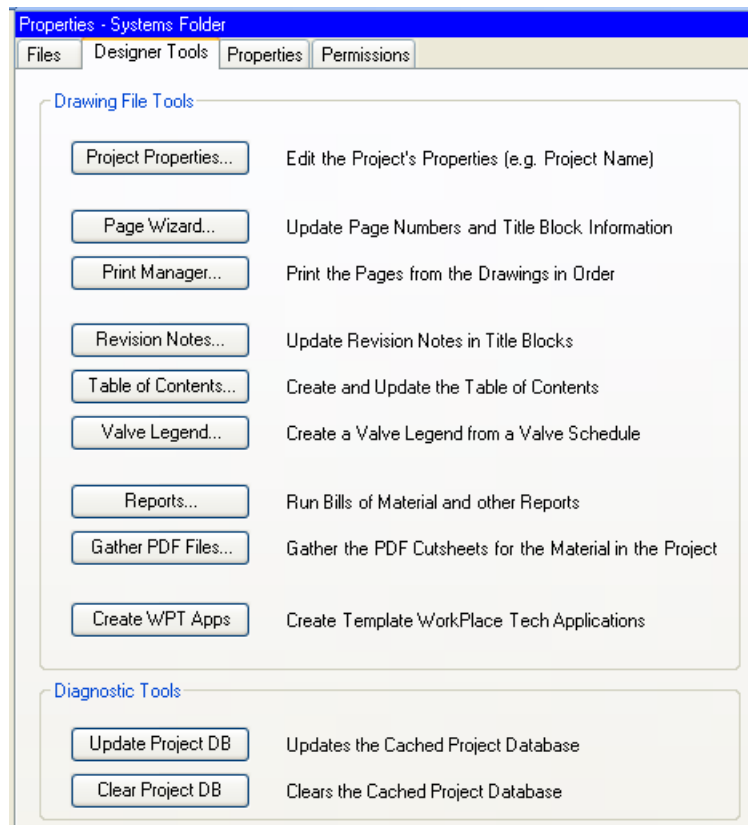 Properties - Systems Folder
Files Designer Tools Properties Permissions
Drawing File Tools
Project Properties... Edit the Project's Properties (e.g. Project Name)
Page Wizard... Update Page Numbers and Title Block Information
Print Manager... Print the Pages from the Drawings in Order
Revision Notes... Update Revision Notes in Title Blocks
Table of Contents... Create and Update the Table of Contents
Valve Legend... Create a Valve Legend from a Valve Schedule
Reports... Run Bills of Material and other Reports
Gather PDF Files... Gather the PDF Cutsheets for the Material in the Project
Create WPT Apps Create Template WorkPlace Tech Applications
Diagnostic Tools
Update Project DB Updates the Cached Project Database
Clear Project DB Clears the Cached Project Database